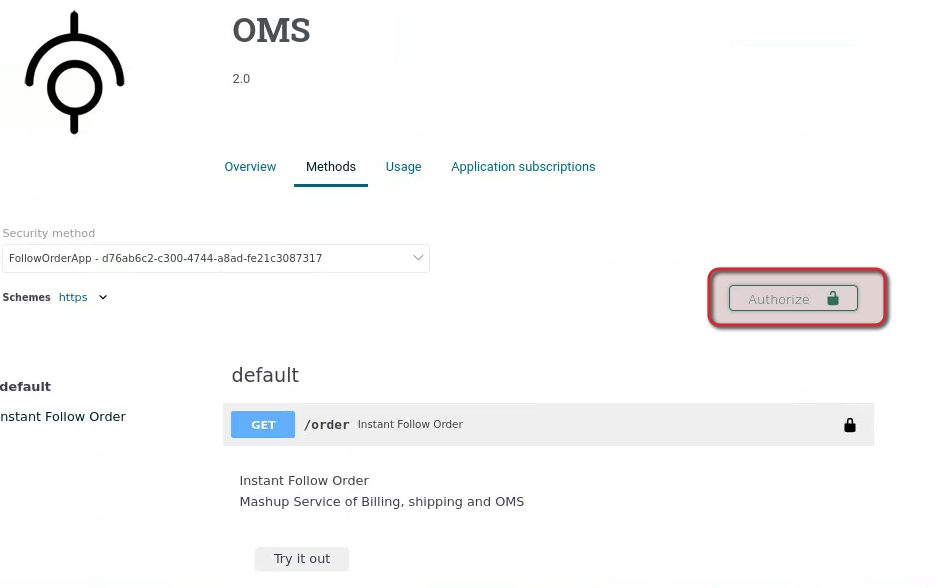 OMS
2.0
Overview Methods Usage Application subscriptions
Security method
FollowOrderApp - d76ab6c2-c300-4744-a8ad-fe21c3087317
Schemes https
Authorize
default
default
GET /order Instant Follow Order
nstant Follow Order
Instant Follow Order
Mashup Service of Billing, shipping and OMS
Try it out